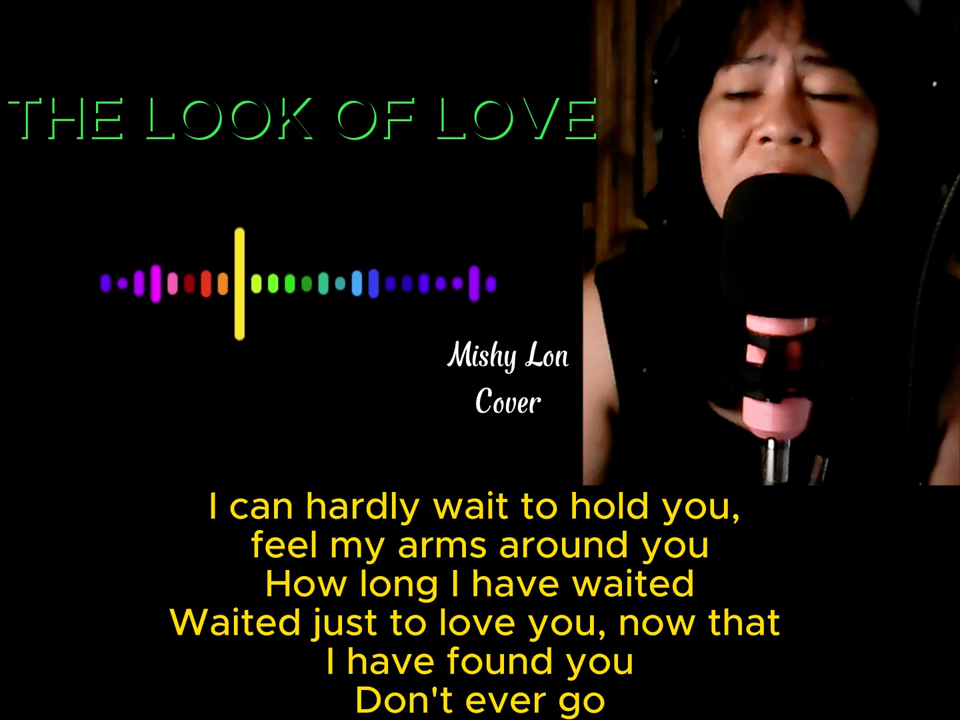 THE LOOK OF LOVE
Mishy Lon
Cover
I can hardly wait to hold you,
feel my arms around you
How long I have waited
Waited just to love you, now that
I have found you
Don't ever go